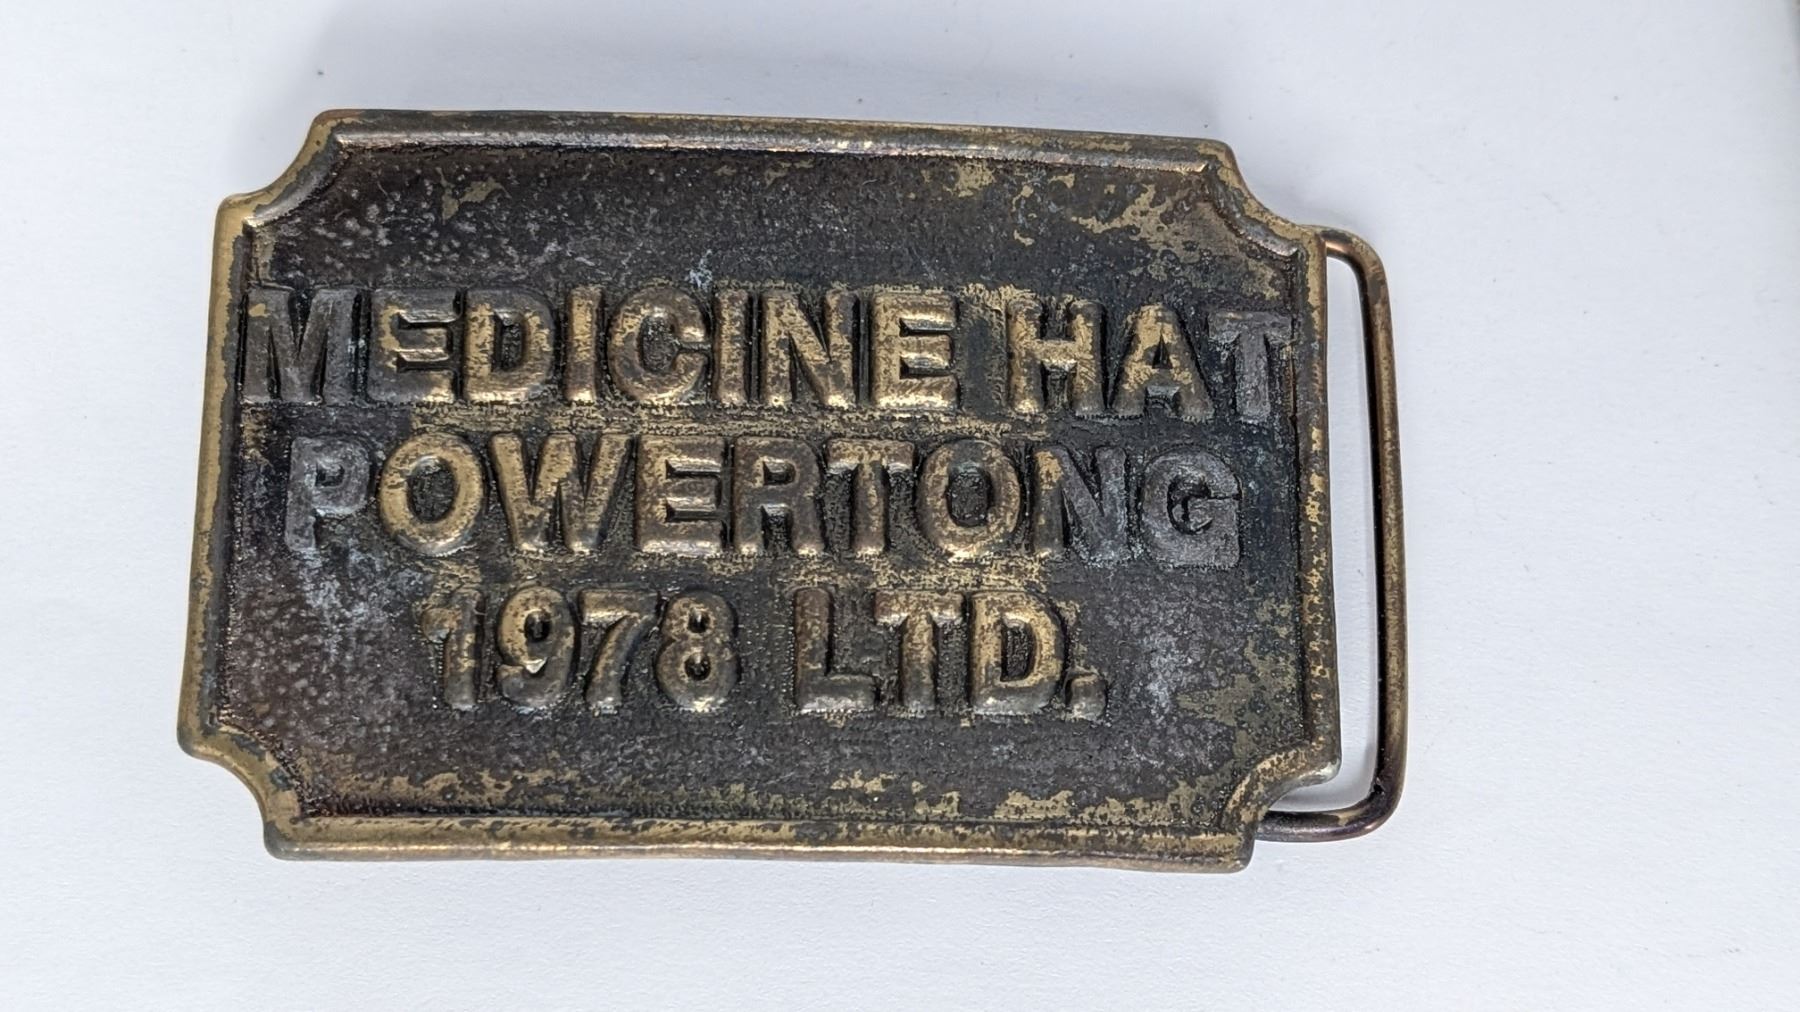 MEDICINE HAT
POWERTONG
1978 LTD.